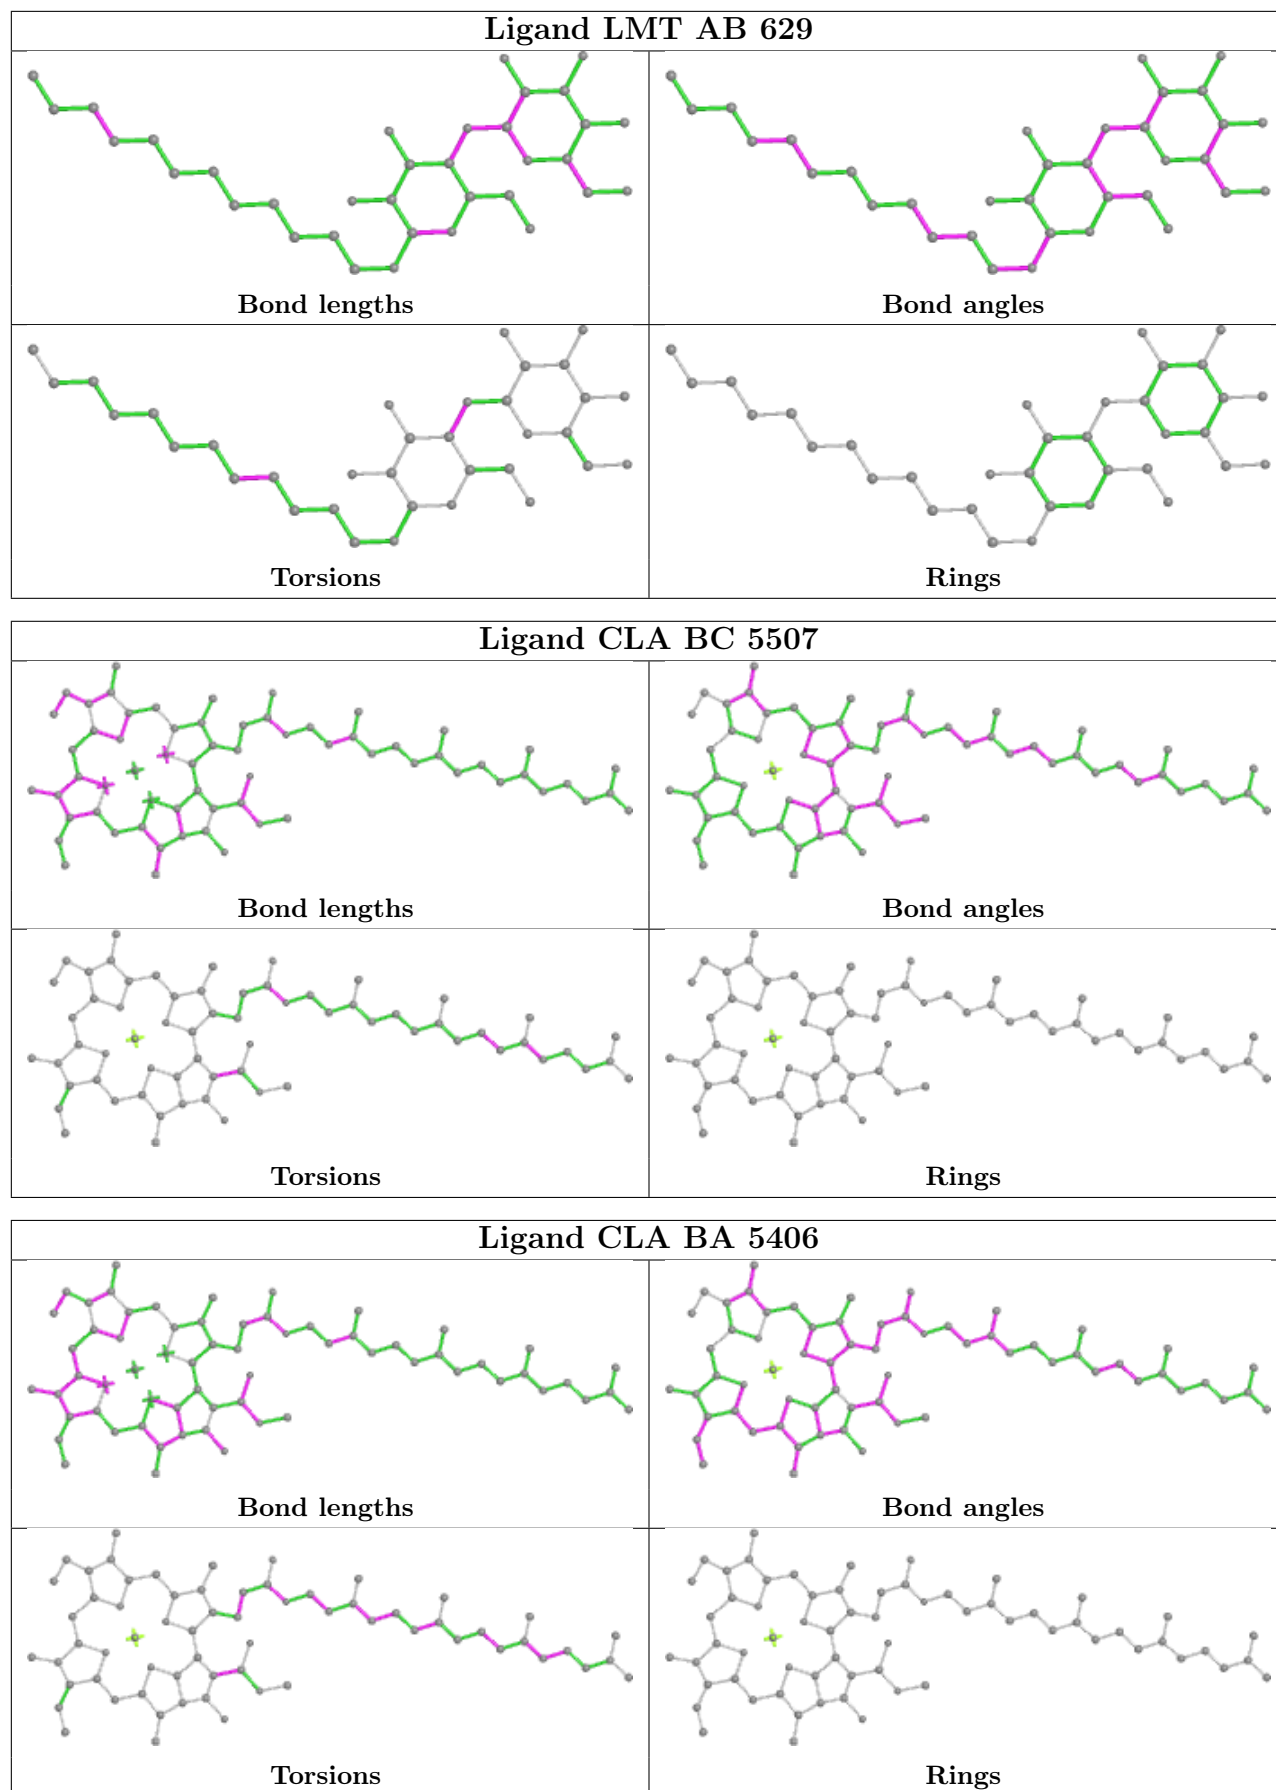 Ligand LMT AB 629
Bond lengths
Bond angles
Torsions
Rings
Ligand CLA BC 5507
Bond lengths
Bond angles
Torsions
Rings
Ligand CLA BA 5406
Bond lengths
Bond angles
Torsions
Rings